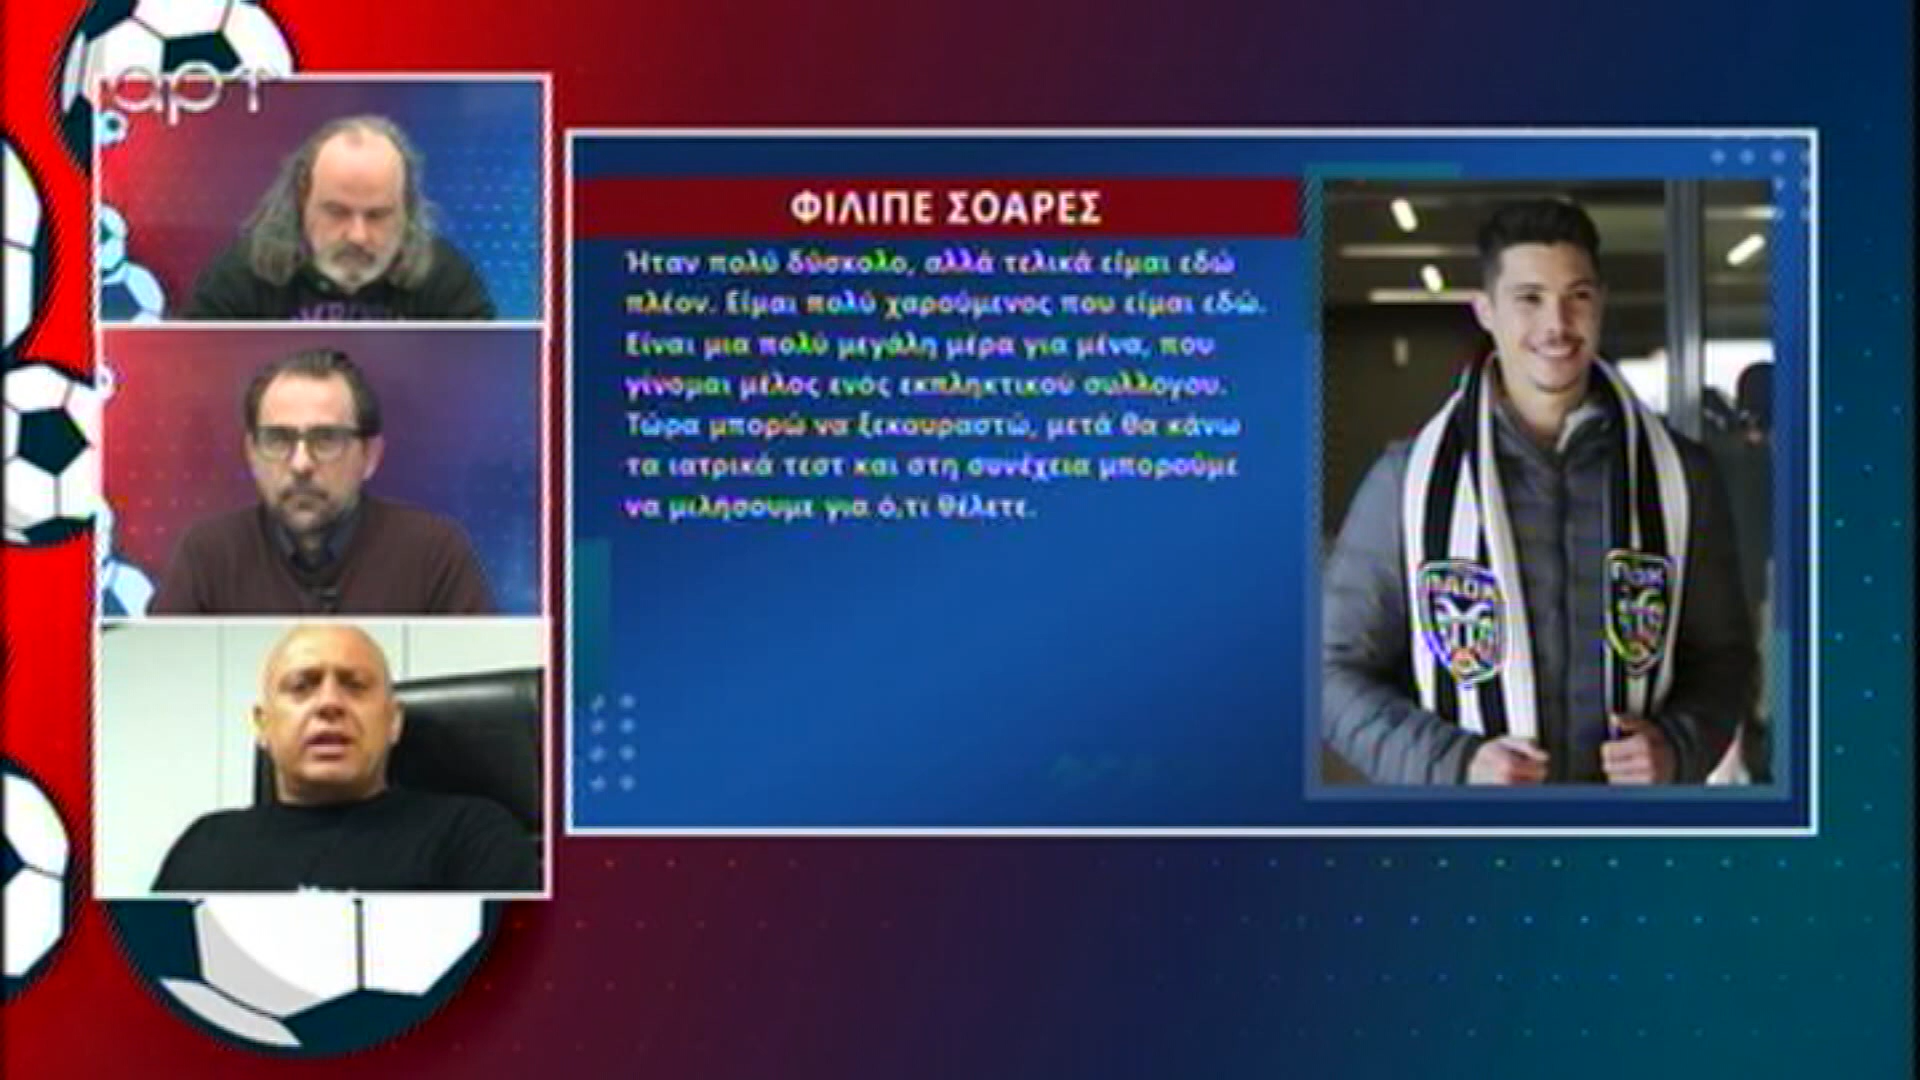 αρτ
ΦΙΛΙΠΕ ΣΟΑΡΕΣ
Ήταν πολύ δύσκολο, αλλά τελικά είμαι εδώ
πλέον. Είμαι πολύ χαρούμενος που είμαι εδώ.
Είναι μια πολύ μεγάλη μέρα για μένα, που
γίνομαι μέλος ενός εκπληκτικού συλλόγου.
Τώρα μπορώ να ξεκουραστώ, μετά θα κάνω
τα ιατρικά τεστ και στη συνέχεια μπορούμε
να μιλήσουμε για ό,τι θέλετε.
ΠΑΟΚ